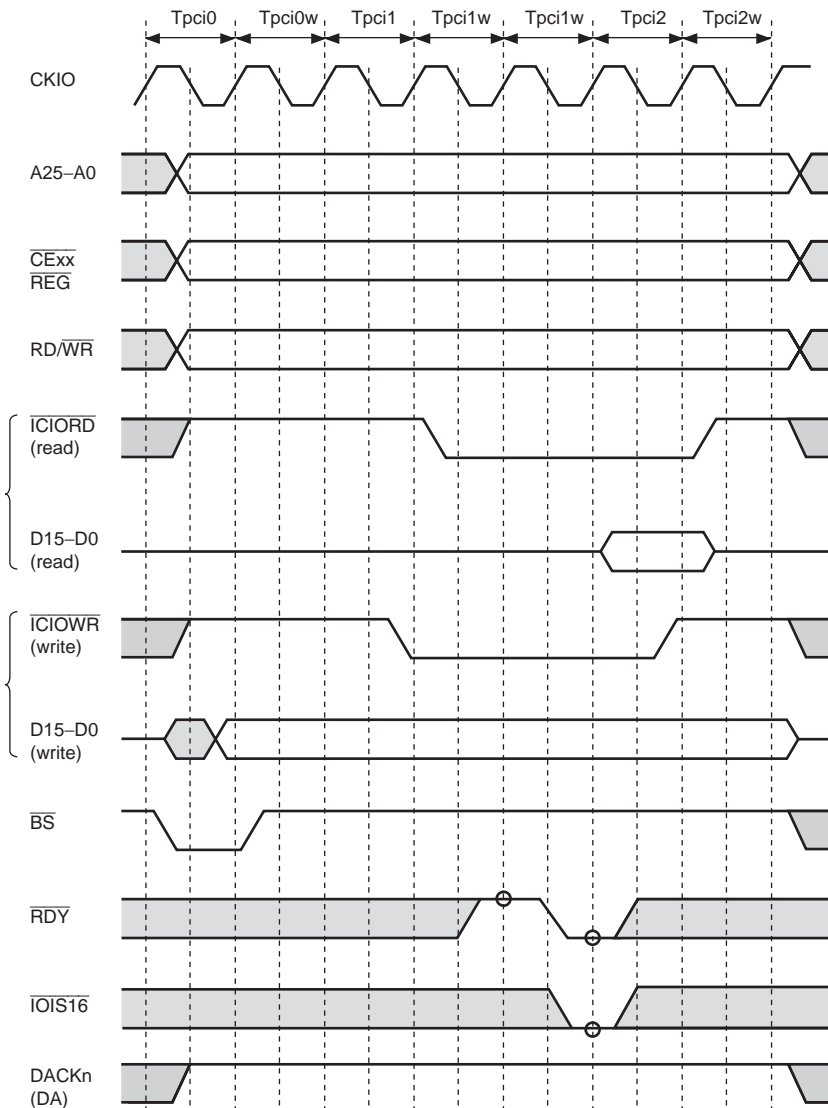 Tpci0 Tpci0w Tpci1 Tpci1w Tpci1w Tpci2 Tpci2w
CKIO
A25–A0
CExx
REG
RD/WR
ICIORD
(read)
D15–D0
(read)
ICIOWR
(write)
D15–D0
(write)
BS
RDY
IOIS16
DACKn
(DA)